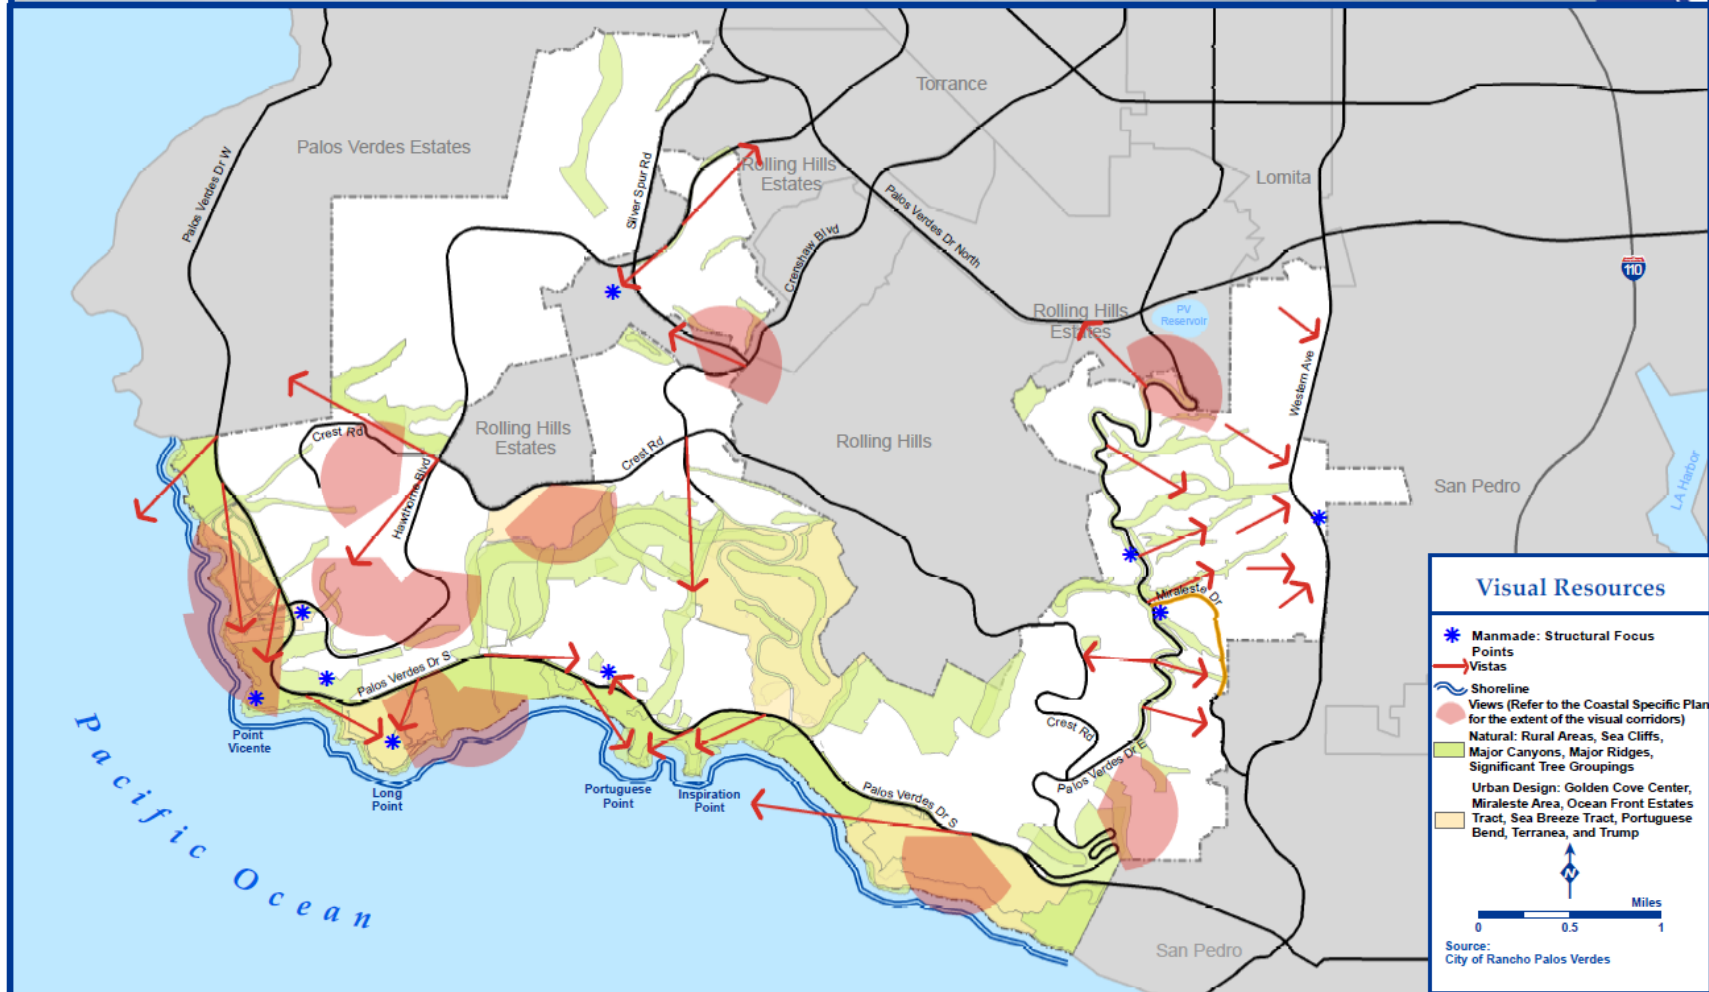 Torrance
Palos Verdes Estates
Palos Verdes Dr W
Silver Spur Rd
Rolling Hills
Estates
Lomita
Palos Verdes Dr North
Crenshaw Blvd
110
Rolling Hills
Estates
PV
Reservoir
Western Ave
Crest Rd
Rolling Hills
Estates
Crest Rd
Rolling Hills
Hawthorne Blvd
San Pedro
LA Harbor
Miraleste Dr
Palos Verdes Dr S
Crest Rd
Palos Verdes Dr E
Point
Vicente
Long
Point
Portuguese
Point
Inspiration
Point
Palos Verdes Dr S
Pacific Ocean
San Pedro
Visual Resources
Manmade: Structural Focus
Points
Vistas
Shoreline
Views (Refer to the Coastal Specific Plan
for the extent of the visual corridors)
Natural: Rural Areas, Sea Cliffs,
Major Canyons, Major Ridges,
Significant Tree Groupings
Urban Design: Golden Cove Center,
Miraleste Area, Ocean Front Estates
Tract, Sea Breeze Tract, Portuguese
Bend, Terranea, and Trump
N
Miles
0 0.5 1
Source:
City of Rancho Palos Verdes